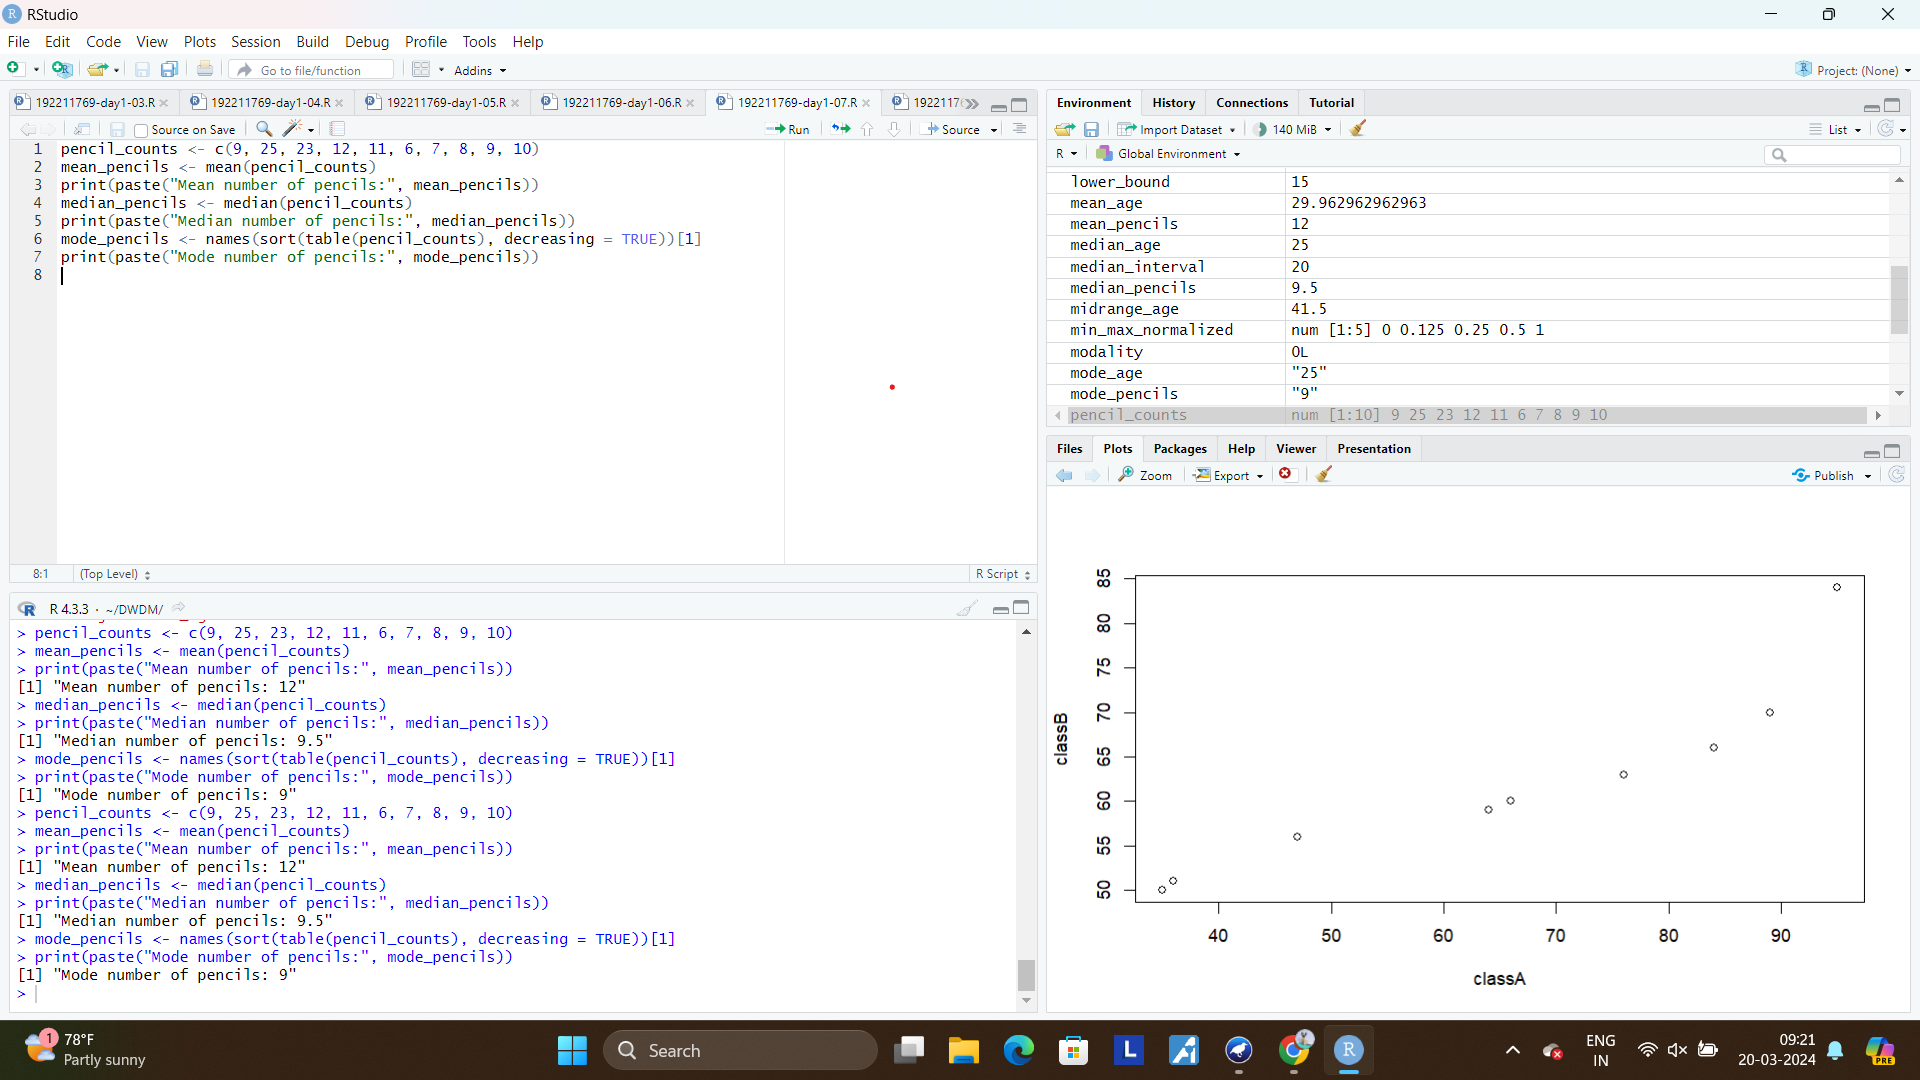 RStudio
File Edit Code View Plots Session Build Debug Profile Tools Help
Go to file/function Addins Project: (None)
192211769-day1-03.R 192211769-day1-04.R 192211769-day1-05.R 192211769-day1-06.R 192211769-day1-07.R 1922117
Source on Save Run Source
1 pencil_counts <- c(9, 25, 23, 12, 11, 6, 7, 8, 9, 10)
2 mean_pencils <- mean(pencil_counts)
3 print(paste("Mean number of pencils:", mean_pencils))
4 median_pencils <- median(pencil_counts)
5 print(paste("Median number of pencils:", median_pencils))
6 mode_pencils <- names(sort(table(pencil_counts), decreasing = TRUE))[1]
7 print(paste("Mode number of pencils:", mode_pencils))
8
8:1 (Top Level) R Script
R 4.3.3 · ~/DWDM/
> pencil_counts <- c(9, 25, 23, 12, 11, 6, 7, 8, 9, 10)
> mean_pencils <- mean(pencil_counts)
> print(paste("Mean number of pencils:", mean_pencils))
[1] "Mean number of pencils: 12"
> median_pencils <- median(pencil_counts)
> print(paste("Median number of pencils:", median_pencils))
[1] "Median number of pencils: 9.5"
> mode_pencils <- names(sort(table(pencil_counts), decreasing = TRUE))[1]
> print(paste("Mode number of pencils:", mode_pencils))
[1] "Mode number of pencils: 9"
> pencil_counts <- c(9, 25, 23, 12, 11, 6, 7, 8, 9, 10)
> mean_pencils <- mean(pencil_counts)
> print(paste("Mean number of pencils:", mean_pencils))
[1] "Mean number of pencils: 12"
> median_pencils <- median(pencil_counts)
> print(paste("Median number of pencils:", median_pencils))
[1] "Median number of pencils: 9.5"
> mode_pencils <- names(sort(table(pencil_counts), decreasing = TRUE))[1]
> print(paste("Mode number of pencils:", mode_pencils))
[1] "Mode number of pencils: 9"
>
Environment History Connections Tutorial
Import Dataset 140 MiB List
R Global Environment
lower_bound 15
mean_age 29.962962962963
mean_pencils 12
median_age 25
median_interval 20
median_pencils 9.5
midrange_age 41.5
min_max_normalized num [1:5] 0 0.125 0.25 0.5 1
modality 0L
mode_age "25"
mode_pencils "9"
pencil_counts num [1:10] 9 25 23 12 11 6 7 8 9 10
Files Plots Packages Help Viewer Presentation
Zoom Export Publish
85
80
75
70
65
60
55
50
classB
40 50 60 70 80 90
classA
1 78°F
Partly sunny
Search
L
R
ENG
IN
09:21
20-03-2024
PRE